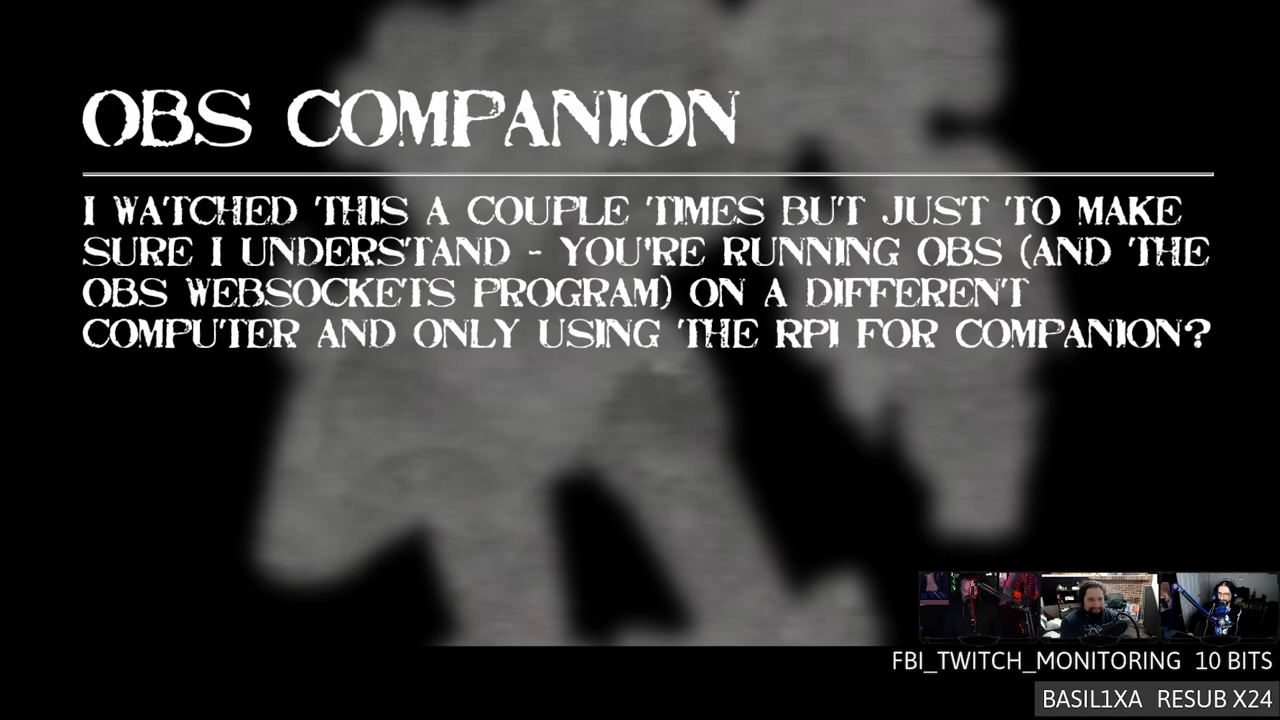 OBS COMPANION
I WATCHED THIS A COUPLE TIMES BUT JUST TO MAKE
SURE I UNDERSTAND - YOU'RE RUNNING OBS (AND THE
OBS WEBSOCKETS PROGRAM) ON A DIFFERENT
COMPUTER AND ONLY USING THE RPI FOR COMPANION?
FBI_TWITCH_MONITORING 10 BITS
BASIL1XA RESUB X24